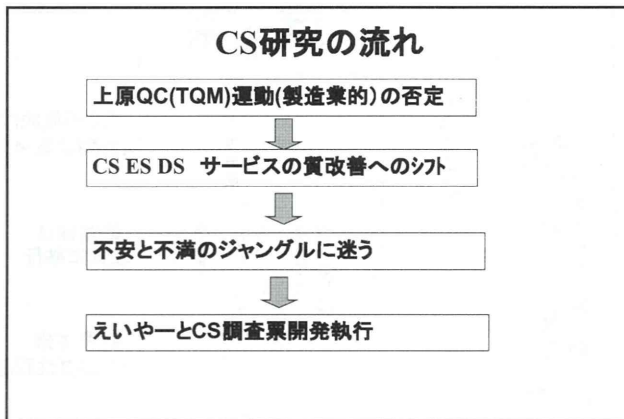 CS研究の流れ
上原QC(TQM)運動(製造業的)の否定
CS ES DS サービスの質改善へのシフト
不安と不満のジャングルに迷う
えいやーとCS調査票開発執行